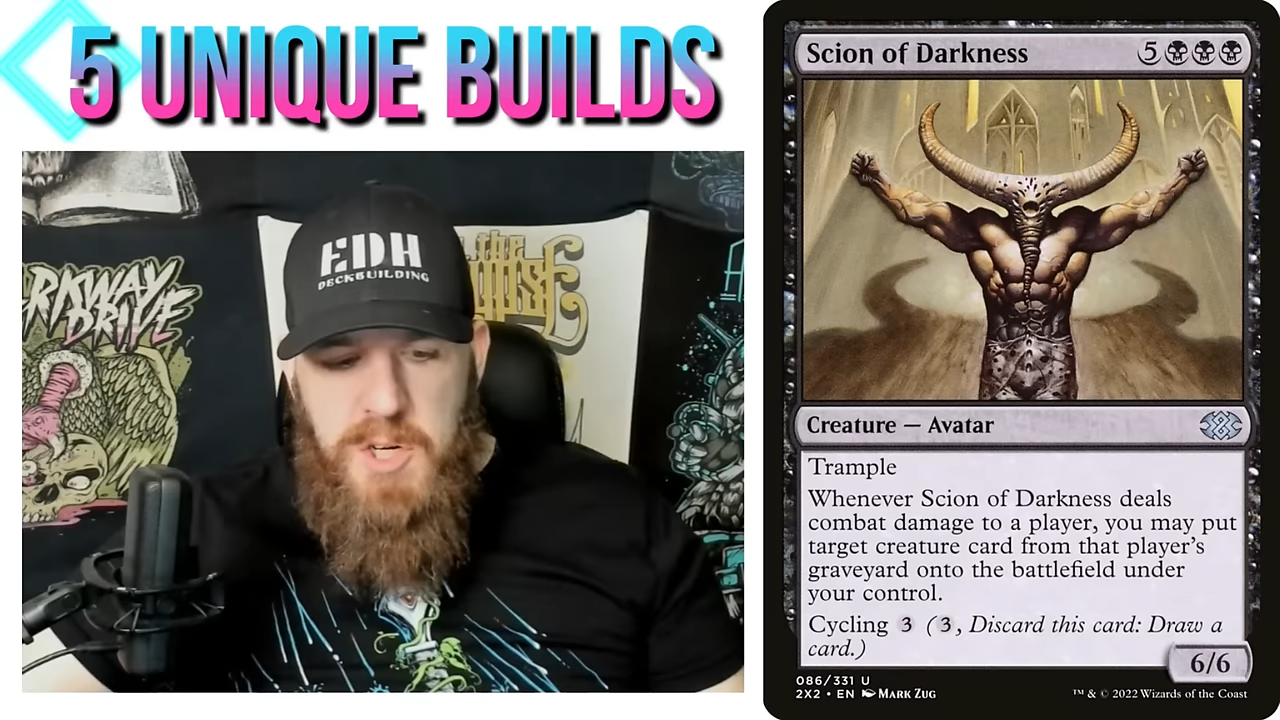 5 UNIQUE BUILDS
EDH
DECKBUILDING
the
DRIVE
Scion of Darkness 5
Creature — Avatar
Trample
Whenever Scion of Darkness deals
combat damage to a player, you may put
target creature card from that player's
graveyard onto the battlefield under
your control.
Cycling 3 (3, Discard this card: Draw a
card.)
6/6
086/331 U
2X2 • EN Mark Zug
™ & © 2022 Wizards of the Coast